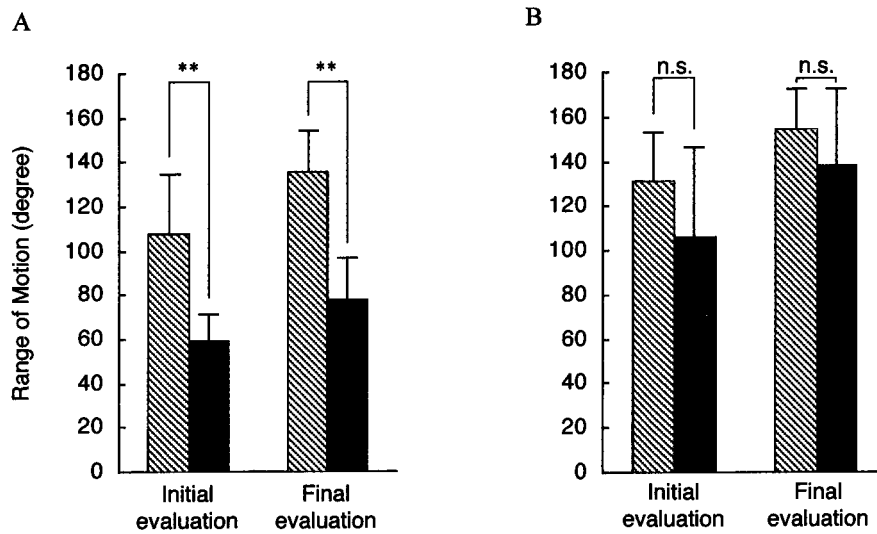 A
Range of Motion (degree)
180
160
140
120
100
80
60
40
20
0
**
**
Initial
evaluation
Final
evaluation
B
180
160
140
120
100
80
60
40
20
0
n.s.
n.s.
Initial
evaluation
Final
evaluation